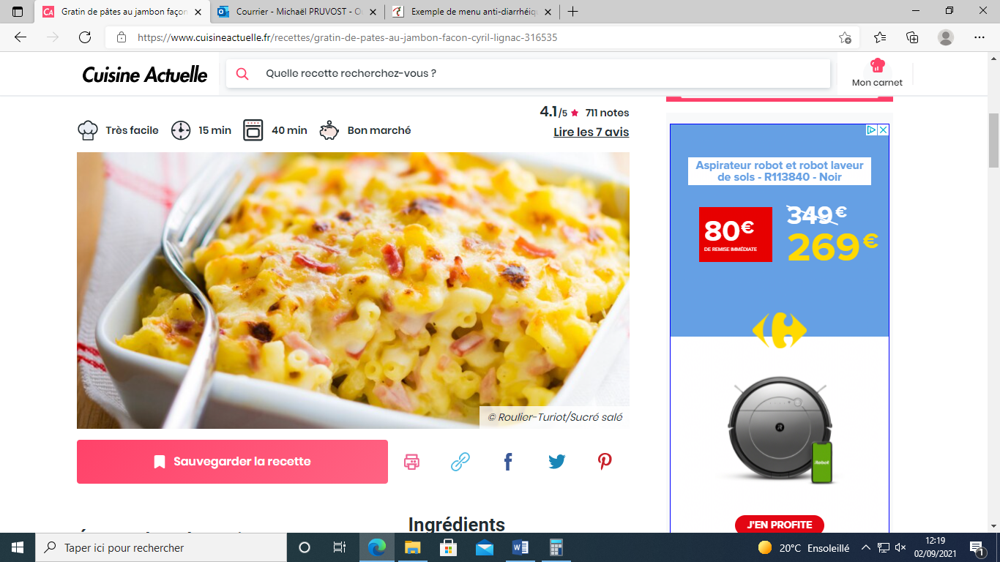 Gratin de pâtes au jambon façon
Courrier - Michaël PRUVOST - O
Exemple de menu anti-diarrhéiq
https://www.cuisineactuelle.fr/recettes/gratin-de-pates-au-jambon-facon-cyril-lignac-316535
Cuisine Actuelle
Quelle recette recherchez-vous ?
Mon carnet
4.1/5 711 notes
Très facile 15 min 40 min Bon marché
Lire les 7 avis
Aspirateur robot et robot laveur
de sols - R113840 - Noir
80€
DE REMISE IMMÉDIATE
349€
269€
© Roulier-Turiot/Sucré salé
iRobot
Sauvegarder la recette
Ingrédients
J'EN PROFITE
Taper ici pour rechercher
20°C Ensoleillé
12:19
02/09/2021
1